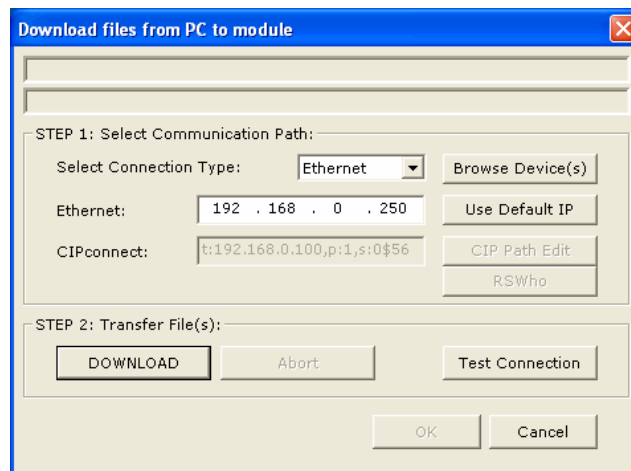 Download files from PC to module
STEP 1: Select Communication Path:
Select Connection Type: Ethernet Browse Device(s)
Ethernet: 192 . 168 . 0 . 250 Use Default IP
CIPconnect: t:192.168.0.100,p:1,s:0$56 CIP Path Edit
RSWho
STEP 2: Transfer File(s):
DOWNLOAD Abort Test Connection
OK Cancel